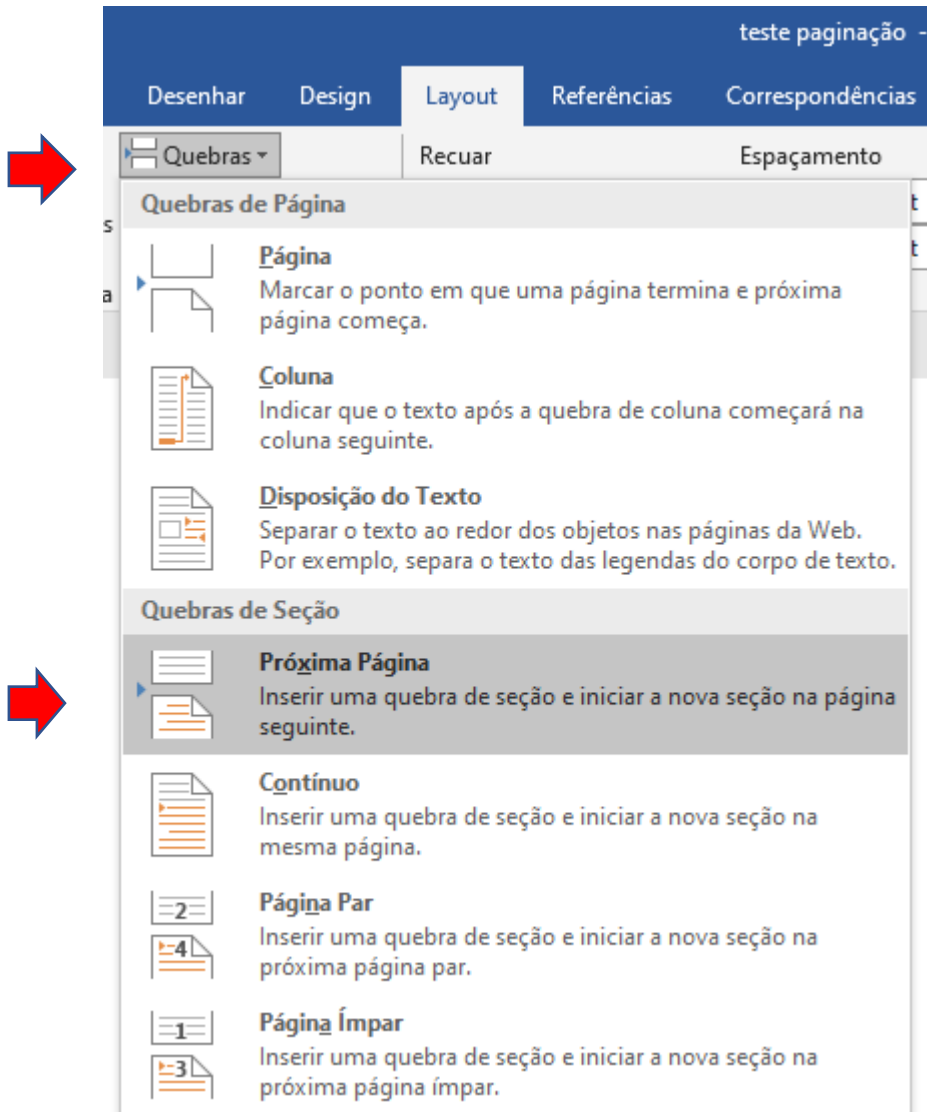 teste paginação -
Desenhar Design Layout Referências Correspondências
Quebras Recuar Espaçamento
Quebras de Página
t
s
t
a
Página
Marcar o ponto em que uma página termina e próxima
página começa.
Coluna
Indicar que o texto após a quebra de coluna começará na
coluna seguinte.
Disposição do Texto
Separar o texto ao redor dos objetos nas páginas da Web.
Por exemplo, separa o texto das legendas do corpo de texto.
Quebras de Seção
Próxima Página
Inserir uma quebra de seção e iniciar a nova seção na página
seguinte.
Contínuo
Inserir uma quebra de seção e iniciar a nova seção na
mesma página.
2
4
Página Par
Inserir uma quebra de seção e iniciar a nova seção na
próxima página par.
1
3
Página Ímpar
Inserir uma quebra de seção e iniciar a nova seção na
próxima página ímpar.